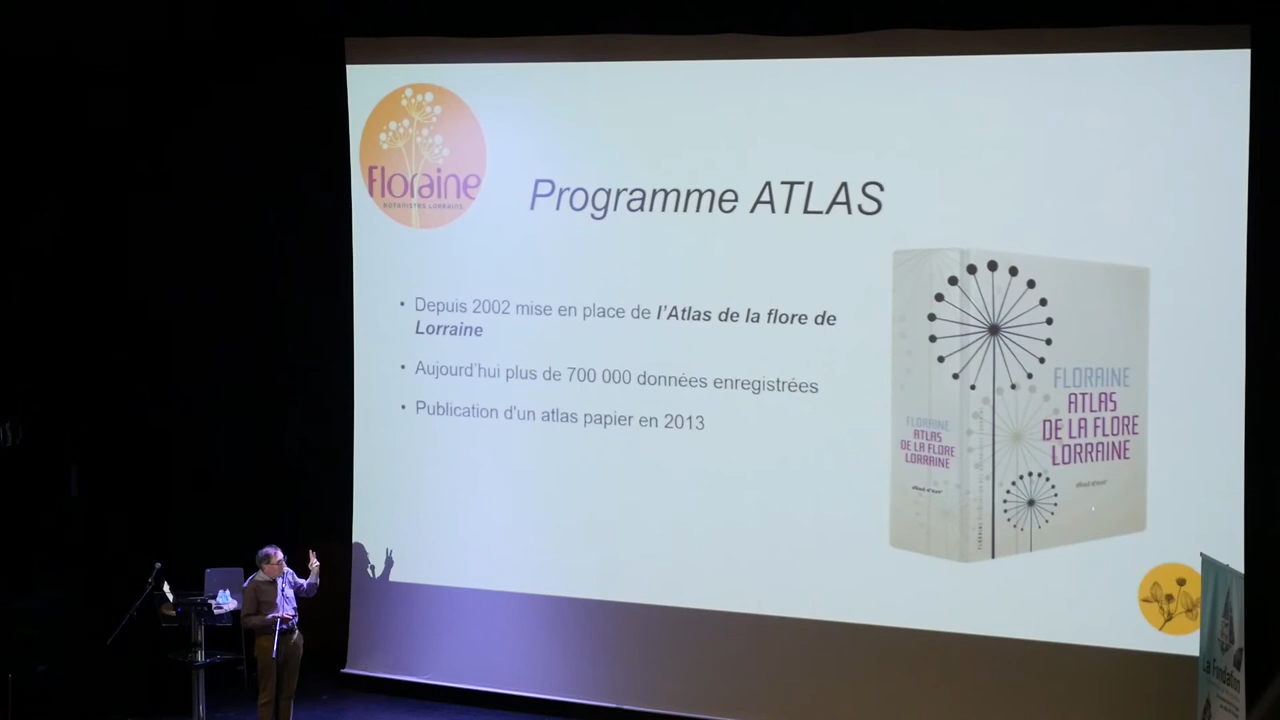 Floraine
BOTANISTES LORRAINS
Programme ATLAS
• Depuis 2002 mise en place de l'Atlas de la flore de
Lorraine
• Aujourd'hui plus de 700 000 données enregistrées
• Publication d'un atlas papier en 2013
FLORAINE
ATLAS
DE LA FLORE
LORRAINE
FLORAINE
ATLAS
DE LA FLORE
LORRAINE
La Fondation